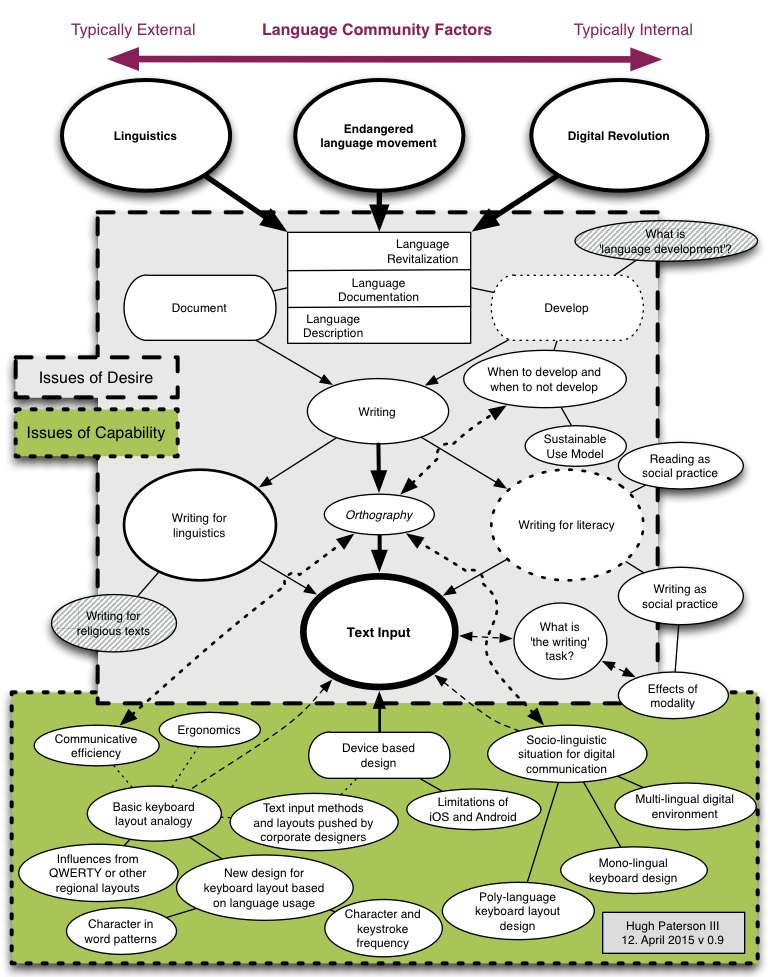 Typically External
Language Community Factors
Typically Internal
Linguistics
Endangered
language movement
Digital Revolution
Language
Revitalization
Language
Documentation
Language
Description
What is
'language development'?
Document
Develop
Issues of Desire
Issues of Capability
When to develop and
when to not develop
Writing
Sustainable
Use Model
Reading as
social practice
Writing for
linguistics
Orthography
Writing for literacy
Writing as
social practice
Writing for
religious texts
Text Input
What is
'the writing'
task?
Effects of
modality
Communicative
efficiency
Ergonomics
Device based
design
Socio-linguistic
situation for digital
communication
Basic keyboard
layout analogy
Text input methods
and layouts pushed by
corporate designers
Limitations of
iOS and Android
Multi-lingual digital
environment
Influences from
QWERTY or other
regional layouts
New design for
keyboard layout based
on language usage
Mono-lingual
keyboard design
Character in
word patterns
Character and
keystroke
frequency
Poly-language
keyboard layout
design
Hugh Paterson III
12. April 2015 v 0.9